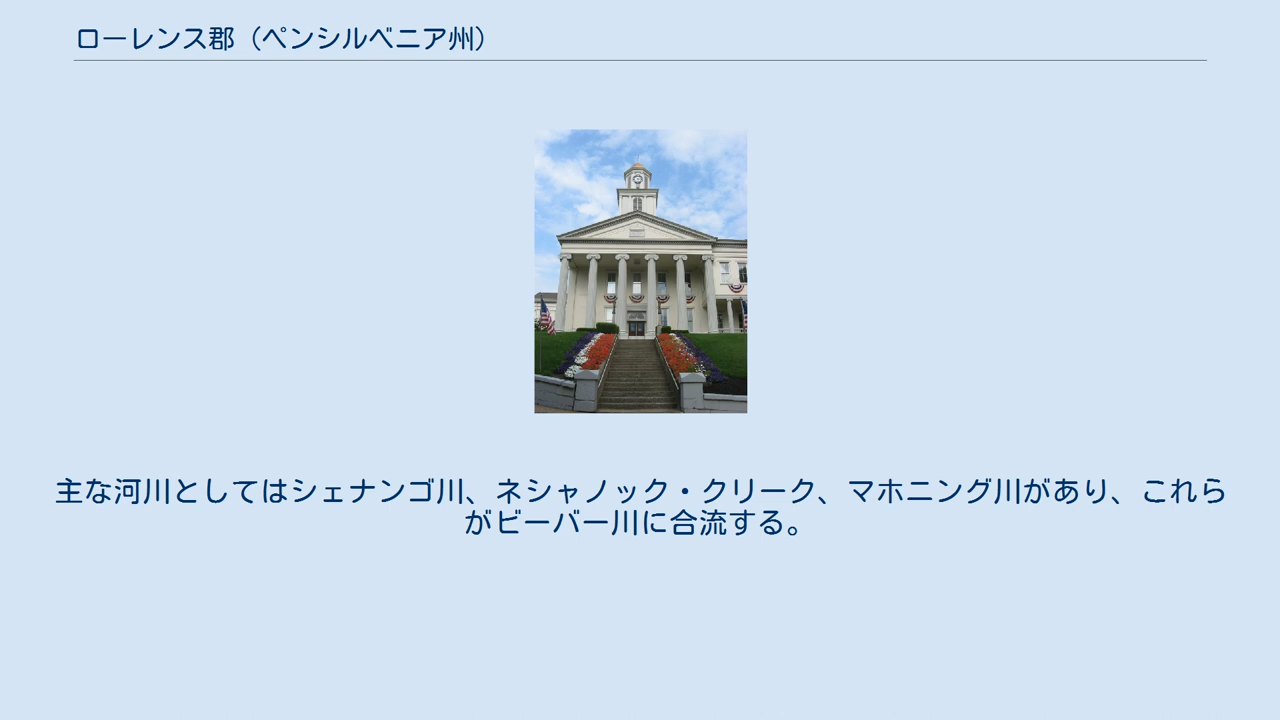 ローレンス郡（ペンシルベニア州）
主な河川としてはシェナンゴ川、ネシャノック・クリーク、マホニング川があり、これら
がビーバー川に合流する。